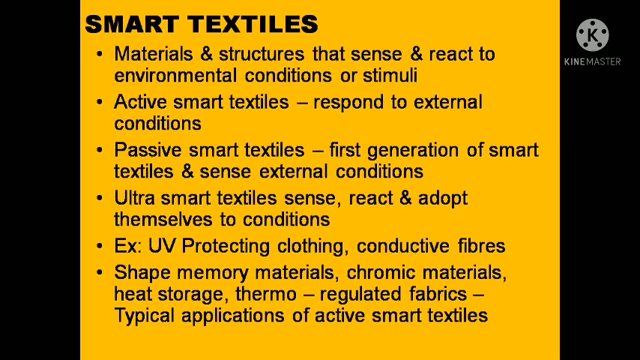 SMART TEXTILES
• Materials & structures that sense & react to
environmental conditions or stimuli
• Active smart textiles – respond to external
conditions
• Passive smart textiles – first generation of smart
textiles & sense external conditions
• Ultra smart textiles sense, react & adopt
themselves to conditions
• Ex: UV Protecting clothing, conductive fibres
• Shape memory materials, chromic materials,
heat storage, thermo – regulated fabrics –
Typical applications of active smart textiles
K
KINEMASTER